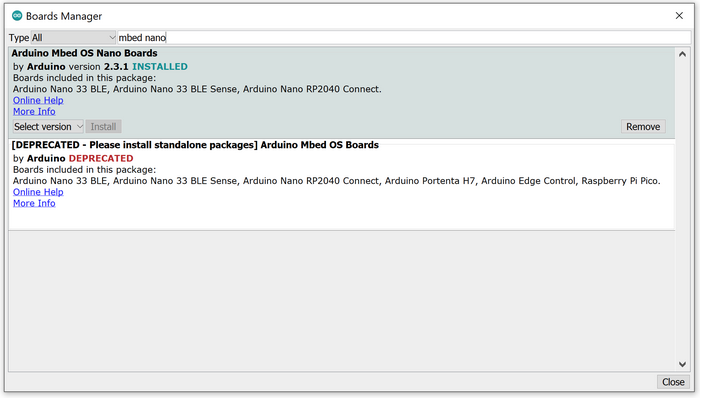 Boards Manager
Type All mbed nano
Arduino Mbed OS Nano Boards
by Arduino version 2.3.1 INSTALLED
Boards included in this package:
Arduino Nano 33 BLE, Arduino Nano 33 BLE Sense, Arduino Nano RP2040 Connect.
Online Help
More Info
Select version Install Remove
[DEPRECATED - Please install standalone packages] Arduino Mbed OS Boards
by Arduino DEPRECATED
Boards included in this package:
Arduino Nano 33 BLE, Arduino Nano 33 BLE Sense, Arduino Nano RP2040 Connect, Arduino Portenta H7, Arduino Edge Control, Raspberry Pi Pico.
Online Help
More Info
Close